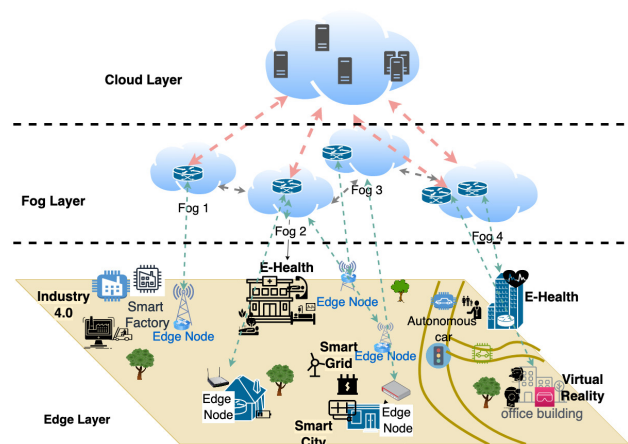 Cloud Layer
Fog Layer
Fog 1
Fog 2
Fog 3
Fog 4
E-Health
Industry
4.0
Smart
Factory
Edge Node
Edge Node
E-Health
Autonomous
car
Edge Node
Smart
Grid
Virtual
Reality
office building
Edge
Node
Edge
Node
Smart
City
Edge Layer